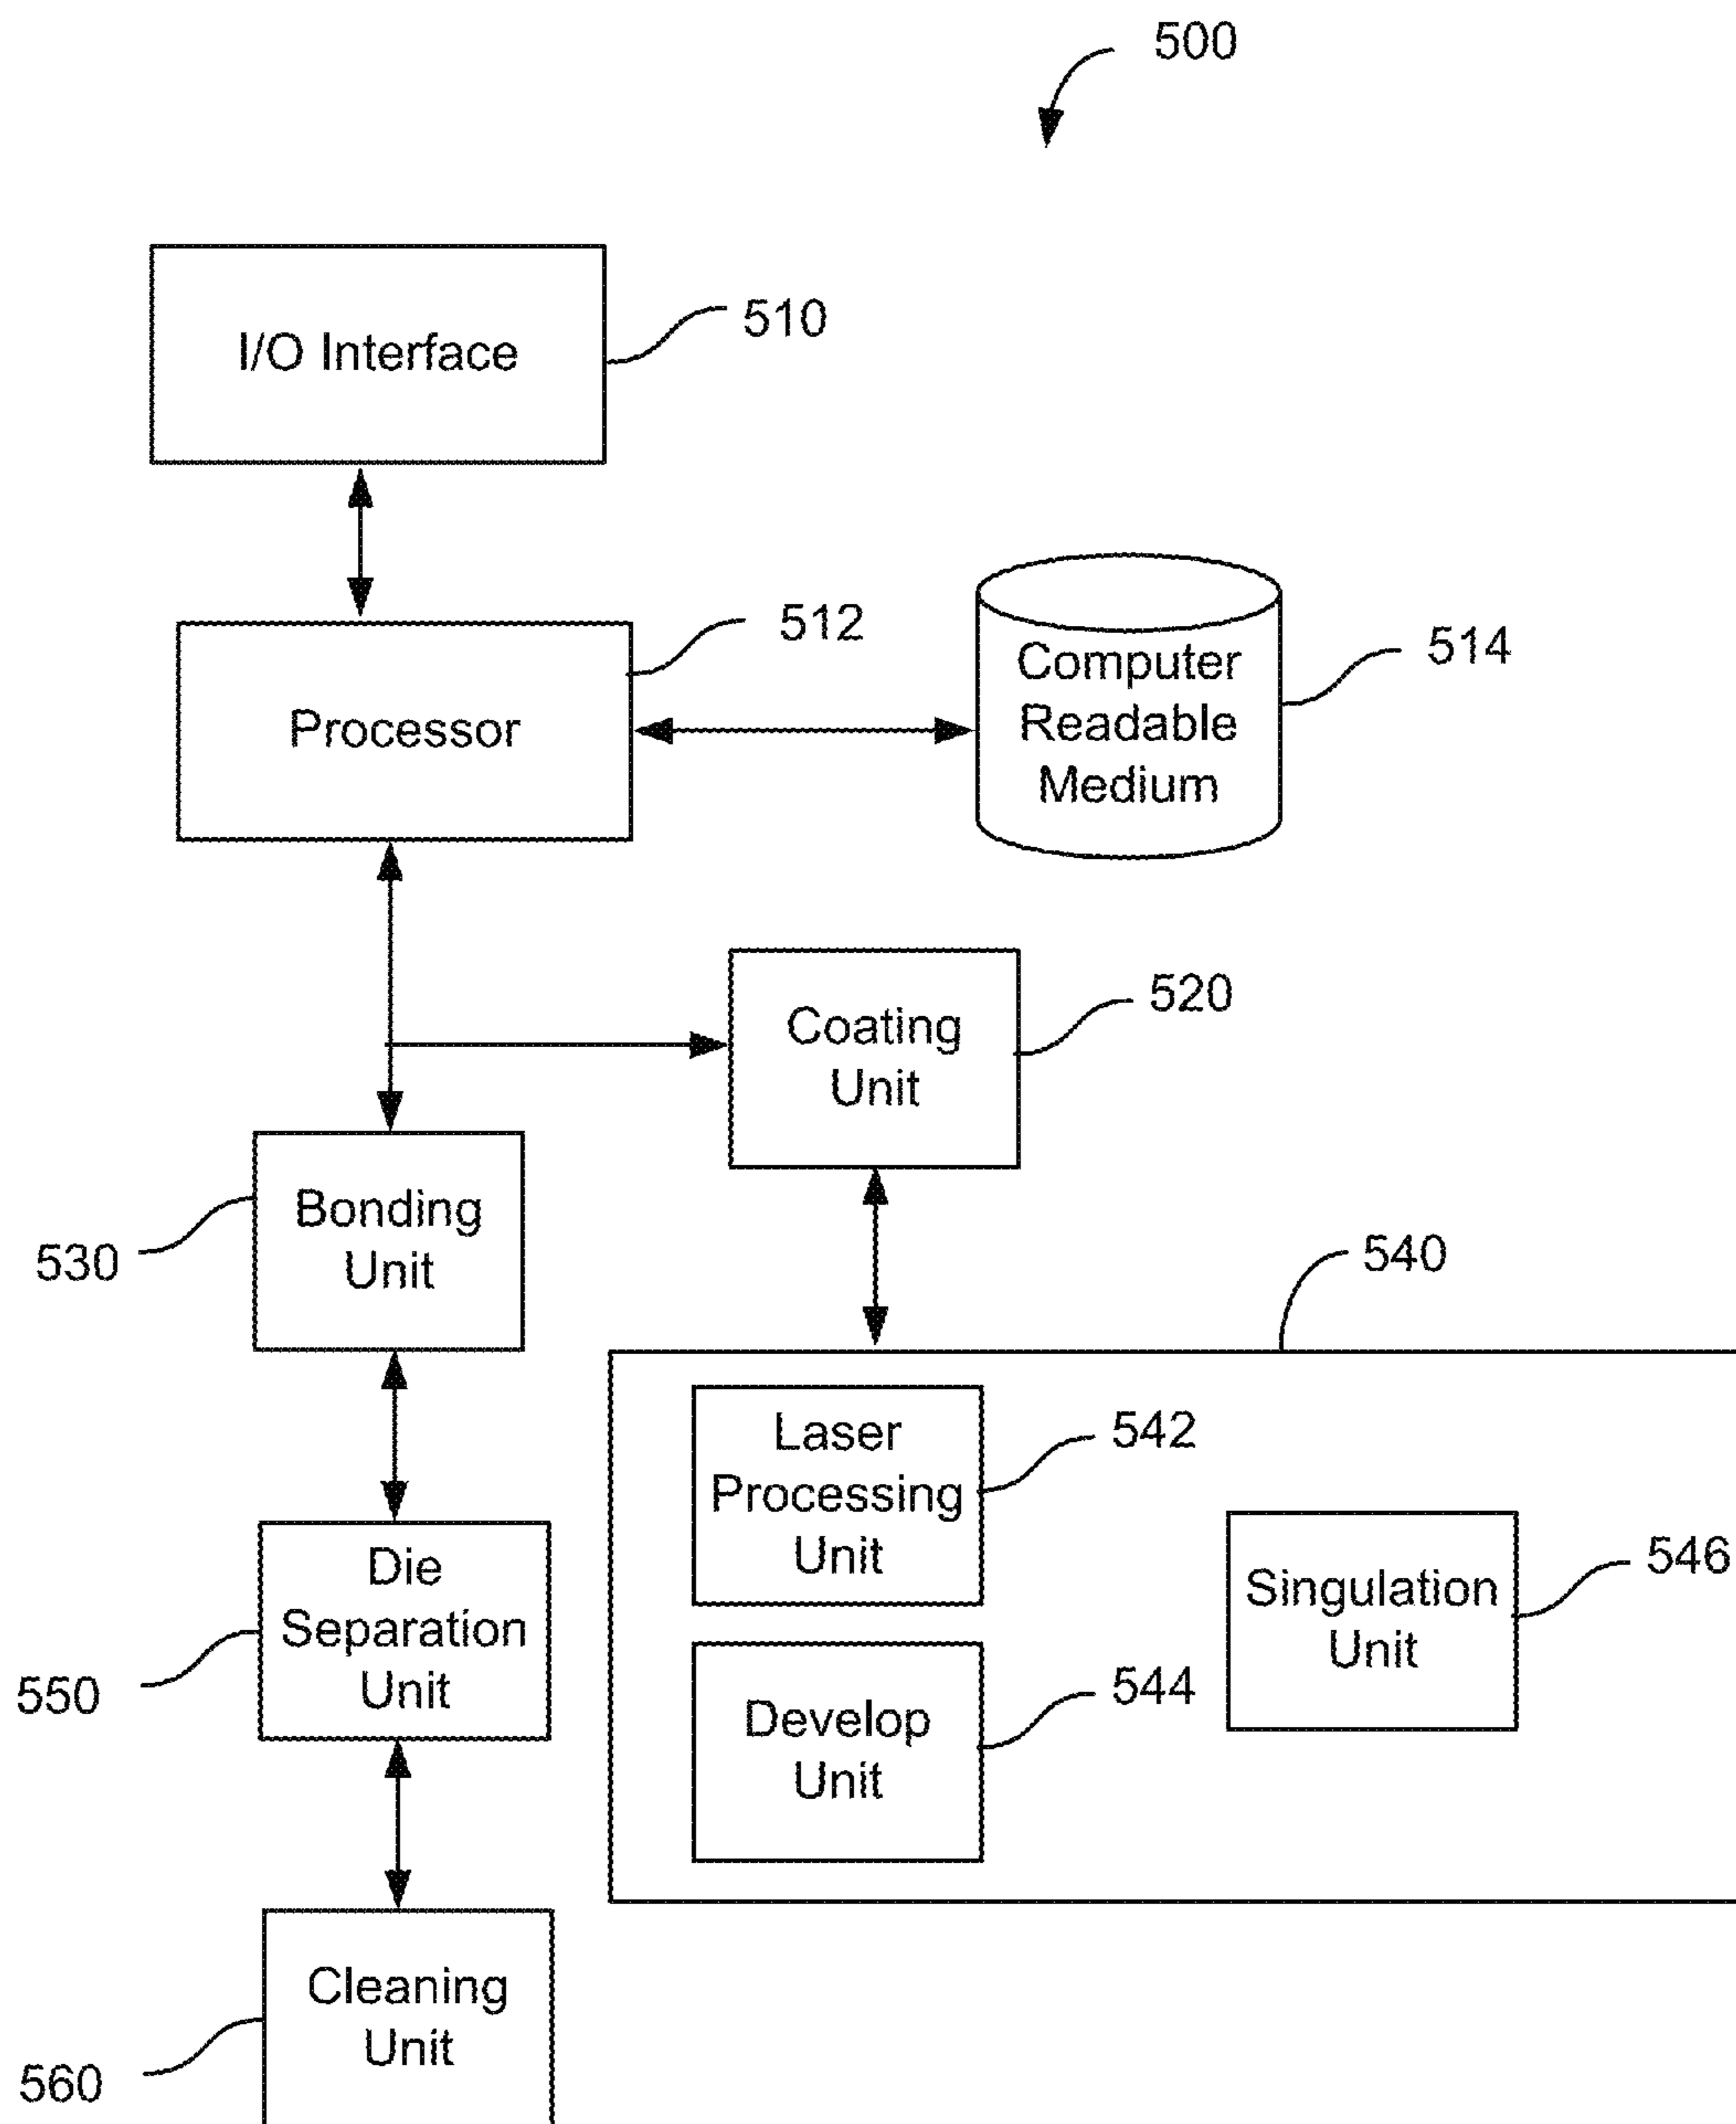 500
I/O Interface
510
Processor
512
Computer
Readable
Medium
514
Coating
Unit
520
Bonding
Unit
530
540
Laser
Processing
Unit
542
Singulation
Unit
546
Die
Separation
Unit
550
Develop
Unit
544
Cleaning
Unit
560